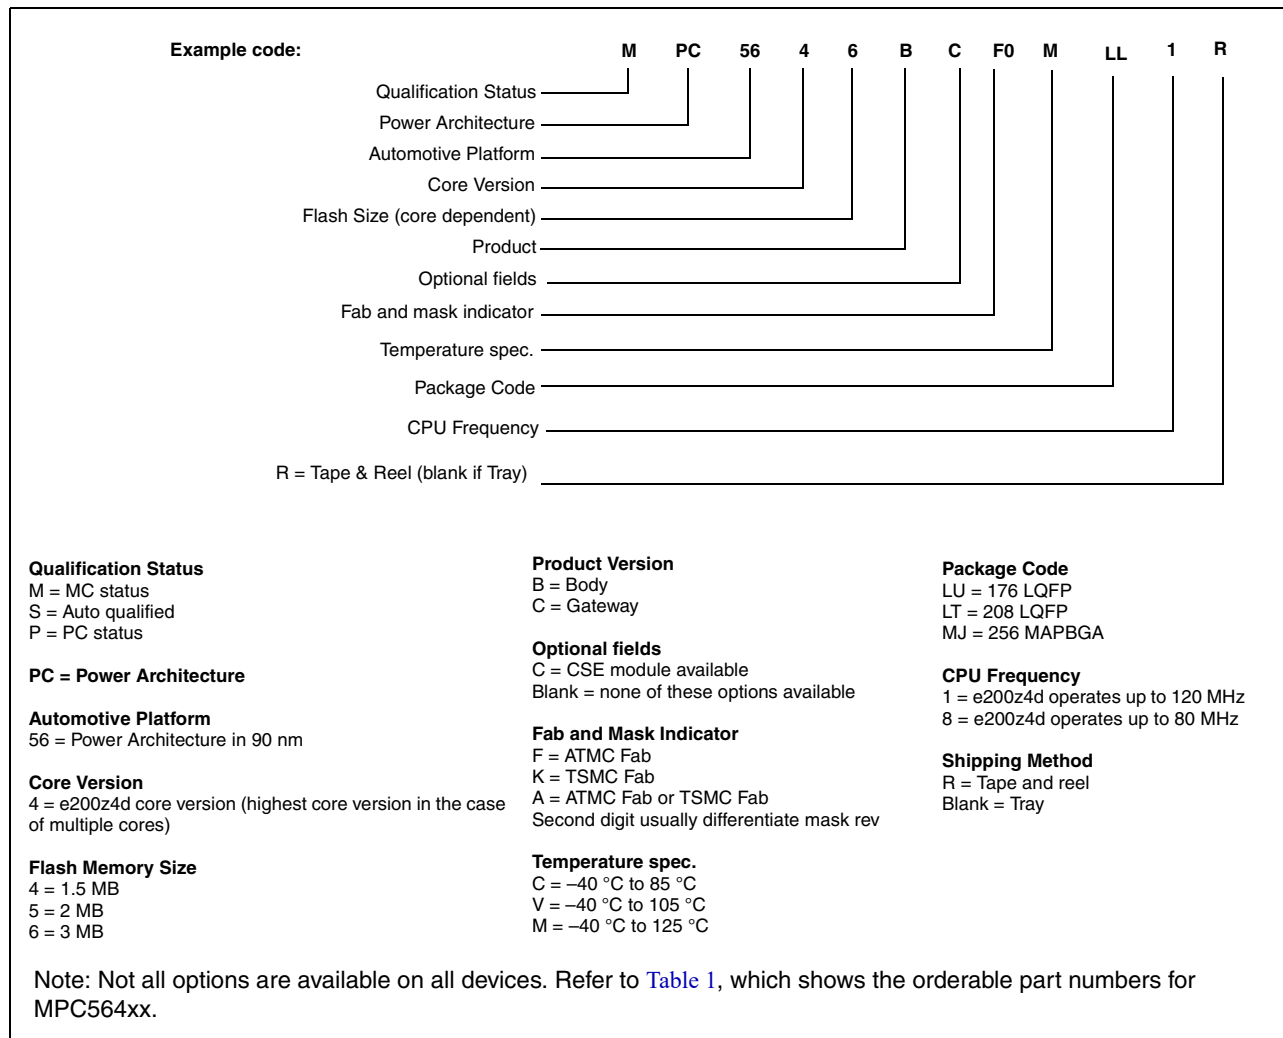 Example code: M PC 56 4 6 B C F0 M LL 1 R
Qualification Status
Power Architecture
Automotive Platform
Core Version
Flash Size (core dependent)
Product
Optional fields
Fab and mask indicator
Temperature spec.
Package Code
CPU Frequency
R = Tape & Reel (blank if Tray)
Qualification Status
M = MC status
S = Auto qualified
P = PC status
PC = Power Architecture
Automotive Platform
56 = Power Architecture in 90 nm
Core Version
4 = e200z4d core version (highest core version in the case
of multiple cores)
Flash Memory Size
4 = 1.5 MB
5 = 2 MB
6 = 3 MB
Product Version
B = Body
C = Gateway
Optional fields
C = CSE module available
Blank = none of these options available
Fab and Mask Indicator
F = ATMC Fab
K = TSMC Fab
A = ATMC Fab or TSMC Fab
Second digit usually differentiate mask rev
Temperature spec.
C = –40 °C to 85 °C
V = –40 °C to 105 °C
M = –40 °C to 125 °C
Package Code
LU = 176 LQFP
LT = 208 LQFP
MJ = 256 MAPBGA
CPU Frequency
1 = e200z4d operates up to 120 MHz
8 = e200z4d operates up to 80 MHz
Shipping Method
R = Tape and reel
Blank = Tray
Note: Not all options are available on all devices. Refer to Table 1, which shows the orderable part numbers for
MPC564xx.